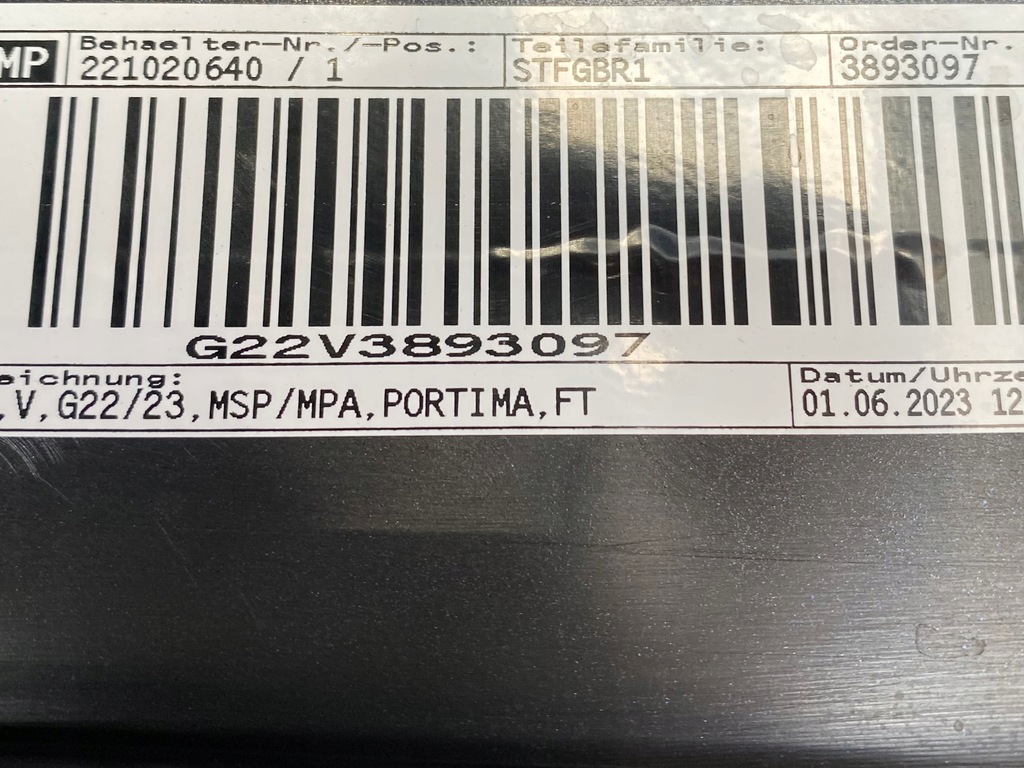 MP
Behaelter-Nr./-Pos.: Teilefamilie: Order-Nr.
221020640 / 1 STFGBR1 3893097
G22V3893097
eichnung: Datum/Uhrze
,V,G22/23,MSP/MPA,PORTIMA,FT 01.06.2023 12